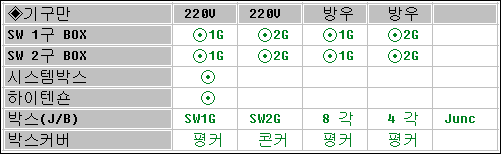 ◈기구만 220V 220V 방우 방우
SW 1구 BOX ⊙1G ⊙2G ⊙1G ⊙2G
SW 2구 BOX ⊙1G ⊙2G ⊙1G ⊙2G
시스템박스 ⊙
하이텐숀 ⊙
박스(J/B) SW1G SW2G 8 각 4 각 Junc
박스커버 평커 콘커 평커 평커